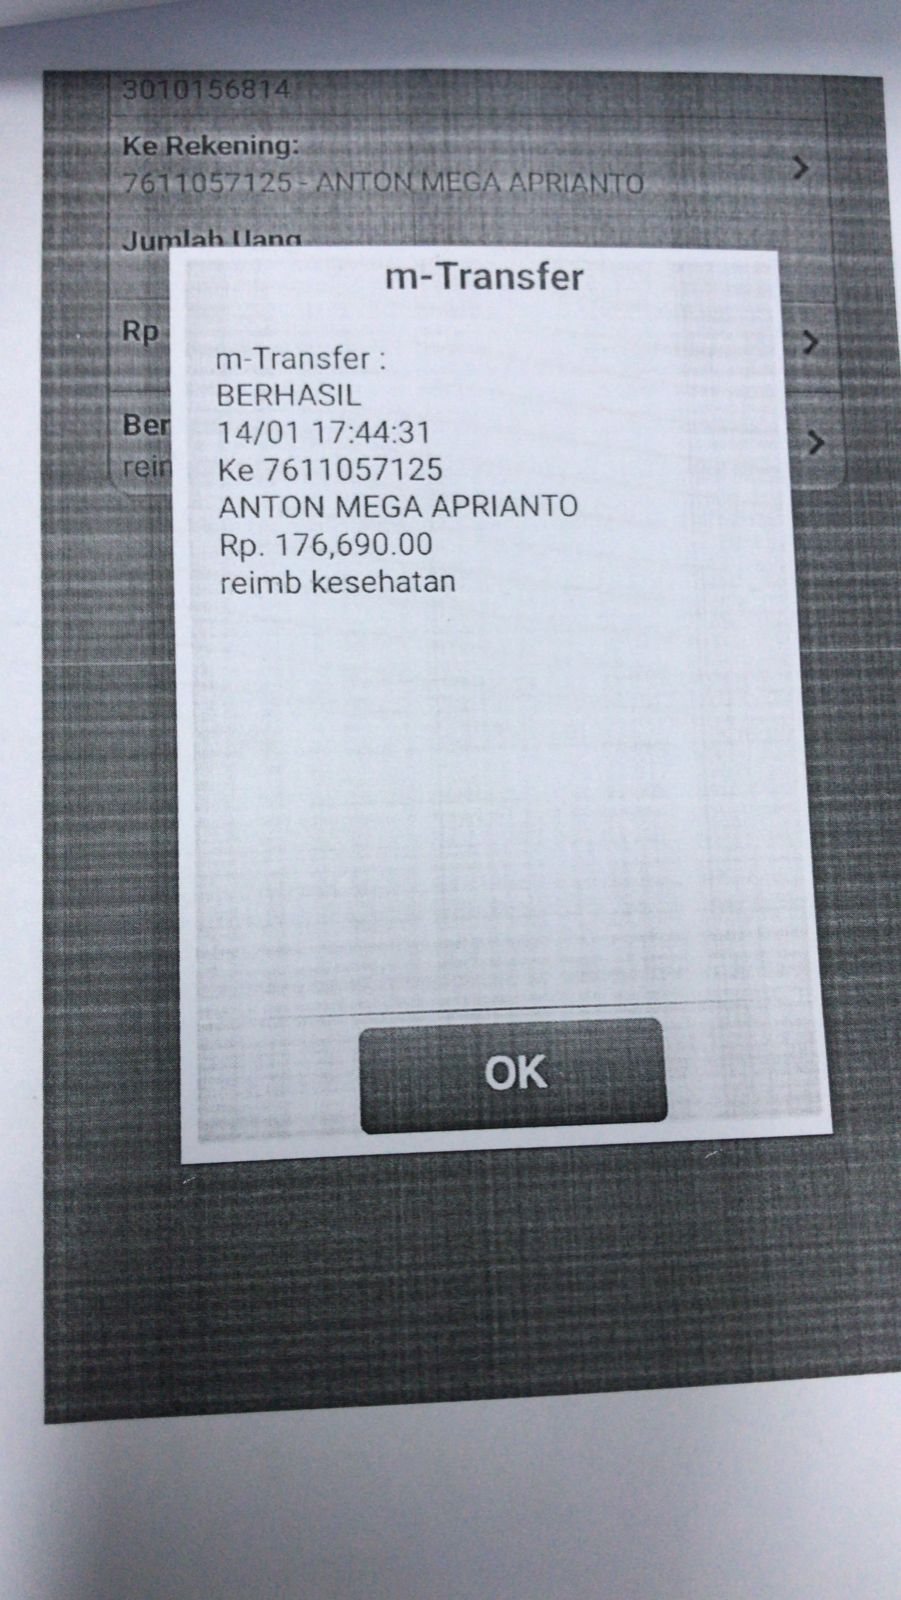 3010156814
Ke Rekening:
7611057125 - ANTON MEGA APRIANTO
Jumlah Uang
Rp
Ber
reim
m-Transfer
m-Transfer :
BERHASIL
14/01 17:44:31
Ke 7611057125
ANTON MEGA APRIANTO
Rp. 176,690.00
reimb kesehatan
OK